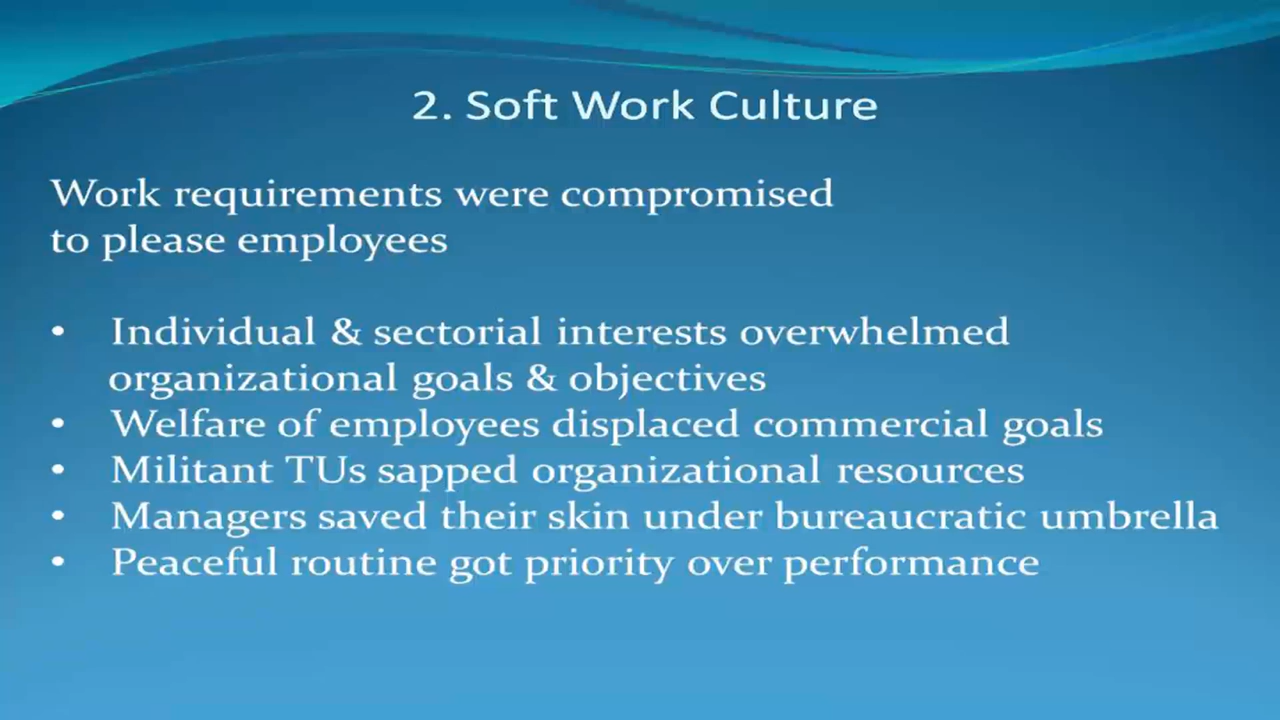 2. Soft Work Culture
Work requirements were compromised
to please employees
• Individual & sectorial interests overwhelmed
organizational goals & objectives
• Welfare of employees displaced commercial goals
• Militant TUs sapped organizational resources
• Managers saved their skin under bureaucratic umbrella
• Peaceful routine got priority over performance